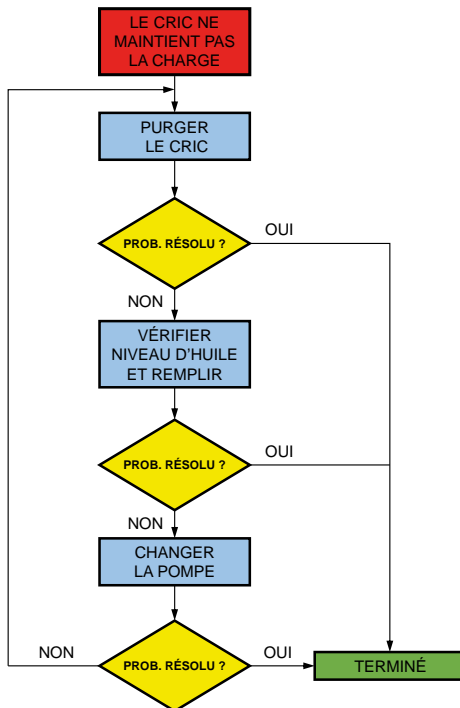 LE CRIC NE
MAINTIENT PAS
LA CHARGE
PURGER
LE CRIC
PROB. RÉSOLU ?
OUI
NON
VÉRIFIER
NIVEAU D'HUILE
ET REMPLIR
PROB. RÉSOLU ?
OUI
NON
CHANGER
LA POMPE
NON
PROB. RÉSOLU ?
OUI
TERMINÉ